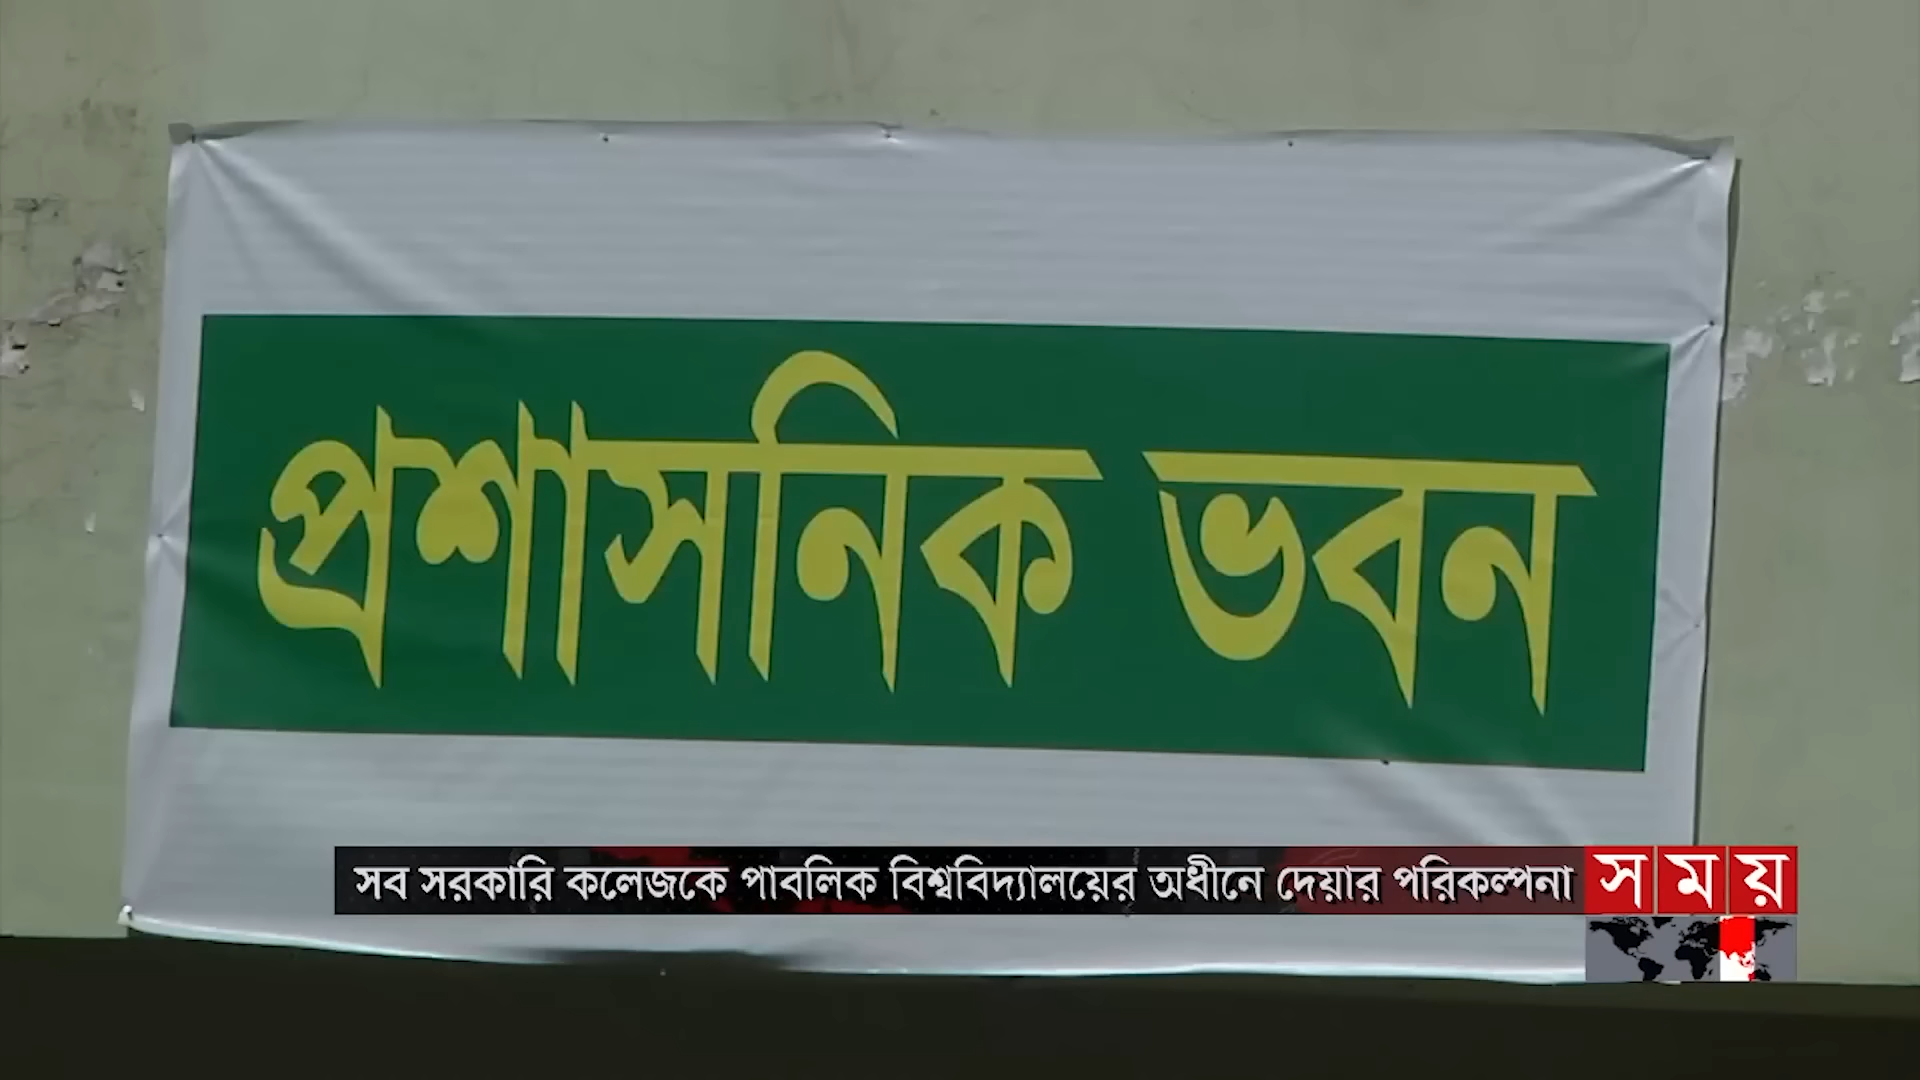 প্রশাসনিক ভবন
সব সরকারি কলেজকে পাবলিক বিশ্ববিদ্যালয়ের অধীনে দেয়ার পরিকল্পনা
সময়